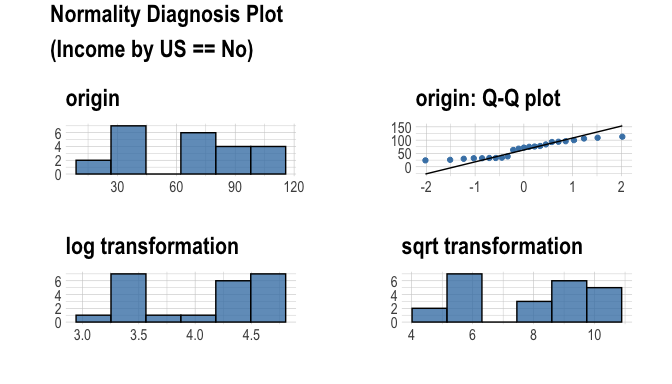 Normality Diagnosis Plot
(Income by US == No)
origin
origin: Q-Q plot
6
4
2
0
30 60 90 120
150
100
50
0
-2 -1 0 1 2
log transformation
sqrt transformation
6
4
2
0
3.0 3.5 4.0 4.5
6
4
2
0
4 6 8 10